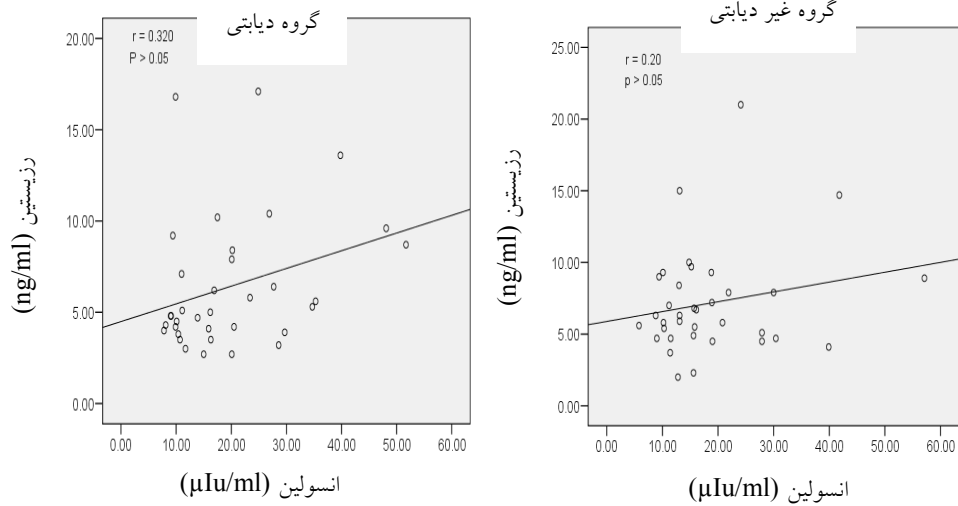 گروه دیابتی
r = 0.320
P > 0.05
20.00
15.00
10.00
5.00
0.00
رزیستین (ng/ml)
0.00 10.00 20.00 30.00 40.00 50.00 60.00
انسولین (µIu/ml)
گروه غیر دیابتی
r = 0.20
p > 0.05
25.00
20.00
15.00
10.00
5.00
0.00
رزیستین (ng/ml)
0.00 10.00 20.00 30.00 40.00 50.00 60.00
انسولین (µIu/ml)